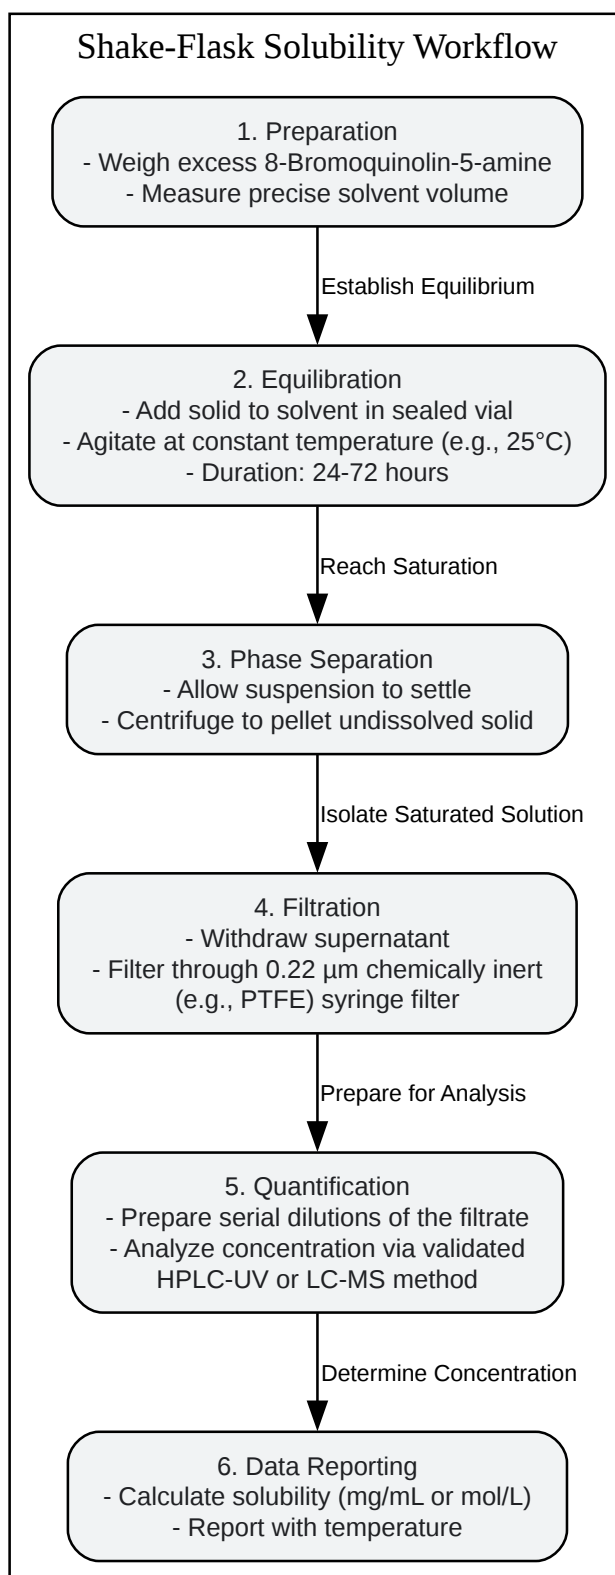 Shake-Flask Solubility Workflow
1. Preparation
- Weigh excess 8-Bromoquinolin-5-amine
- Measure precise solvent volume
Establish Equilibrium
2. Equilibration
- Add solid to solvent in sealed vial
- Agitate at constant temperature (e.g., 25°C)
- Duration: 24-72 hours
Reach Saturation
3. Phase Separation
- Allow suspension to settle
- Centrifuge to pellet undissolved solid
Isolate Saturated Solution
4. Filtration
- Withdraw supernatant
- Filter through 0.22 µm chemically inert
(e.g., PTFE) syringe filter
Prepare for Analysis
5. Quantification
- Prepare serial dilutions of the filtrate
- Analyze concentration via validated
HPLC-UV or LC-MS method
Determine Concentration
6. Data Reporting
- Calculate solubility (mg/mL or mol/L)
- Report with temperature